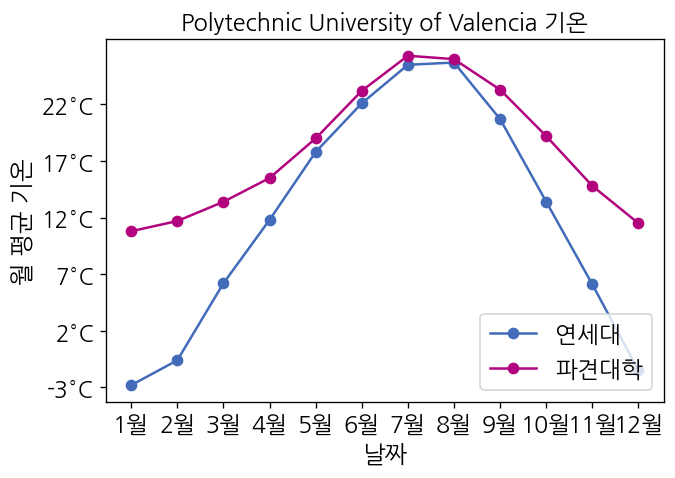 Polytechnic University of Valencia 기온
월 평균 기온
22°C
17°C
12°C
7°C
2°C
-3°C
연세대
파견대학
1월 2월 3월 4월 5월 6월 7월 8월 9월 10월 11월 12월
날짜